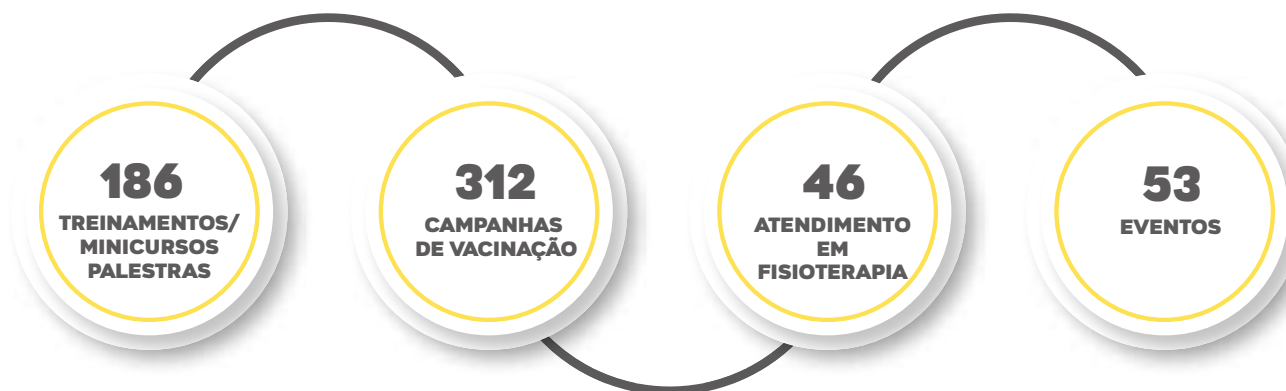 186
TREINAMENTOS/
MINICURSOS
PALESTRAS
312
CAMPANHAS
DE VACINAÇÃO
46
ATENDIMENTO
EM
FISIOTERAPIA
53
EVENTOS